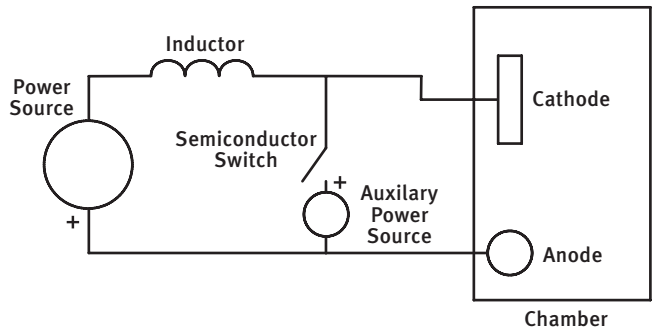 Inductor
Power
Source
+
Semiconductor
Switch
+
Auxilary
Power
Source
Cathode
Anode
Chamber